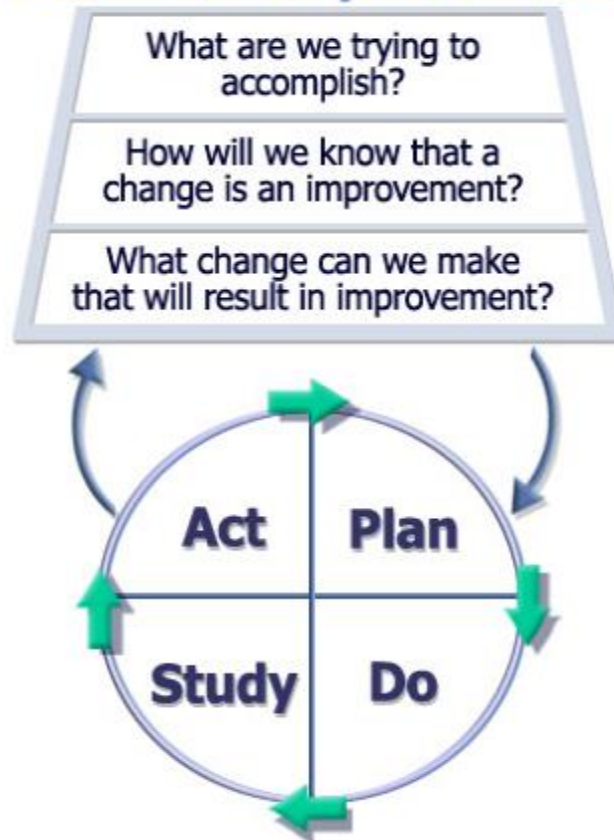 What are we trying to
accomplish?
How will we know that a
change is an improvement?
What change can we make
that will result in improvement?
Act
Plan
Study
Do